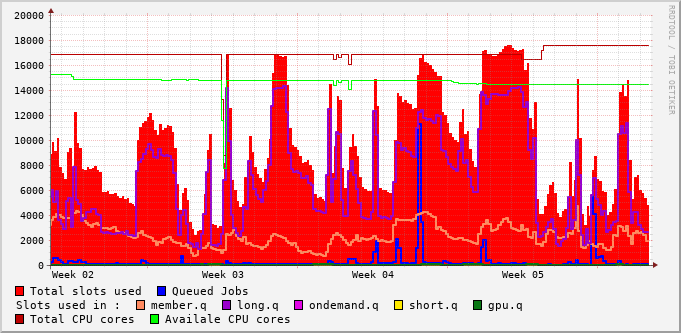 RRDTOOL / TOBI OETIKER
20000
18000
16000
14000
12000
10000
8000
6000
4000
2000
0
Week 02 Week 03 Week 04 Week 05
Total slots used Queued Jobs
Slots used in : member.q long.q ondemand.q short.q gpu.q
Total CPU cores Availale CPU cores